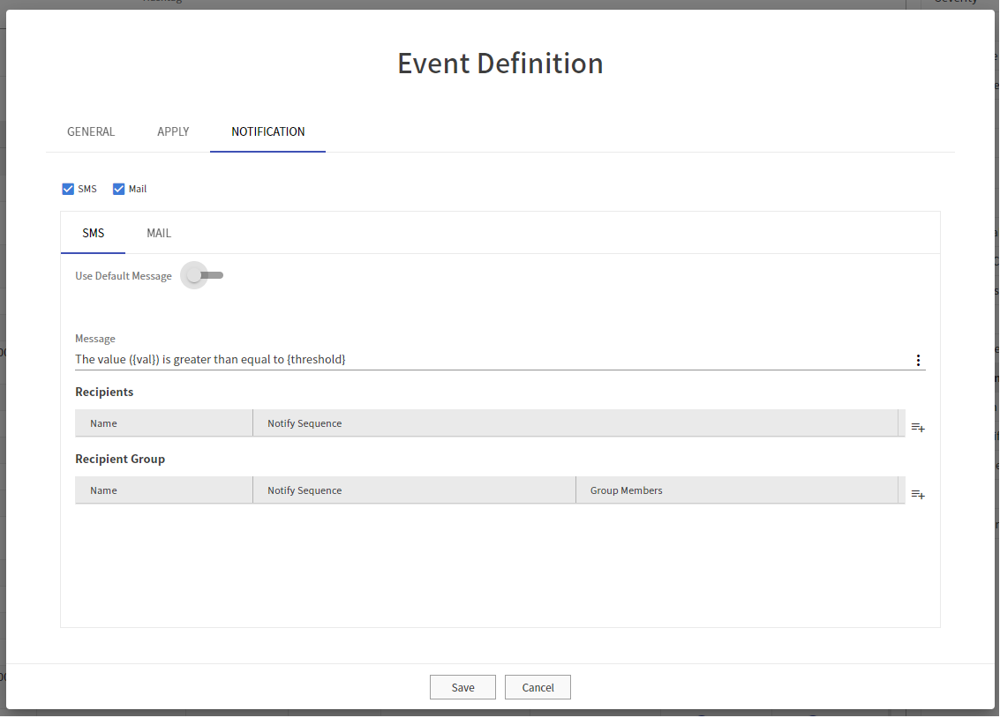 Event Definition
GENERAL APPLY NOTIFICATION
SMS Mail
SMS MAIL
Use Default Message
Message
The value ({val}) is greater than equal to {threshold}
Recipients
Name Notify Sequence
Recipient Group
Name Notify Sequence Group Members
Save Cancel